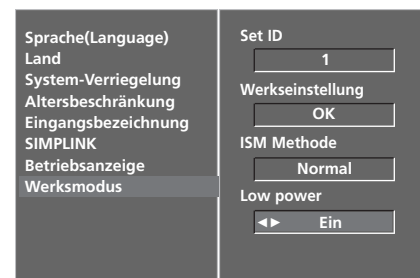 Sprache(Language)
Land
System-Verriegelung
Altersbeschränkung
Eingangsbezeichnung
SIMPLINK
Betriebsanzeige
Werksmodus
Set ID
1
Werkseinstellung
OK
ISM Methode
Normal
Low power
◄► Ein